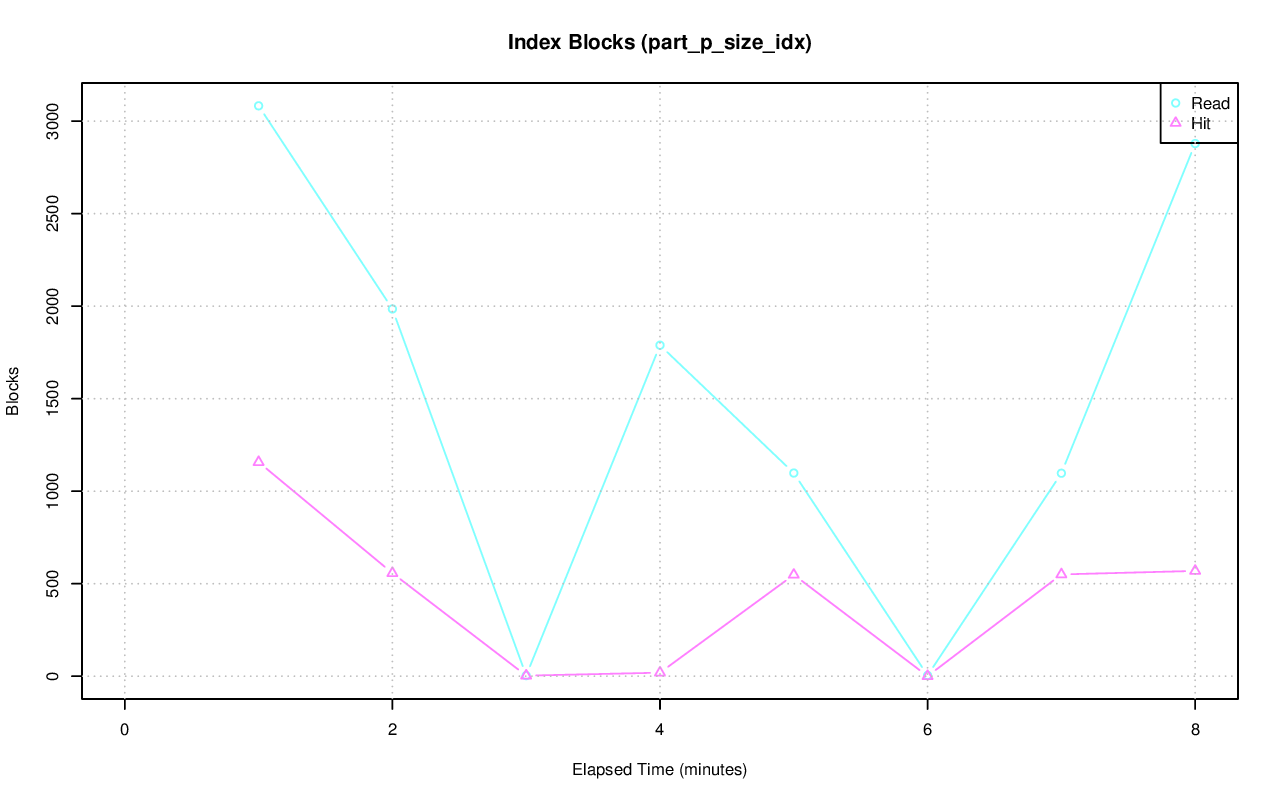 Index Blocks (part_p_size_idx)
Read
Hit
3000
2500
2000
1500
1000
500
0
Blocks
0 2 4 6 8
Elapsed Time (minutes)